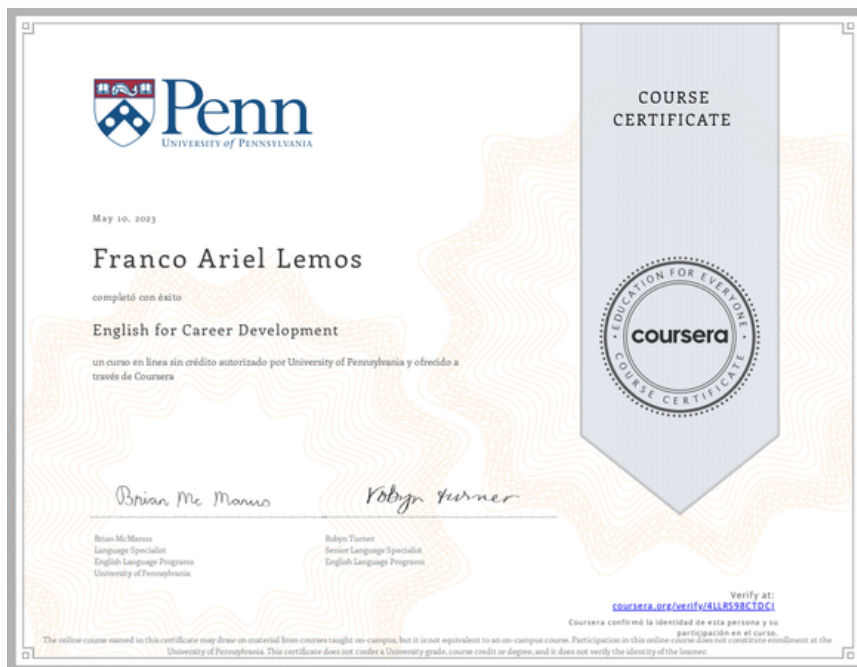 Penn
UNIVERSITY of PENNSYLVANIA
COURSE
CERTIFICATE
May 10, 2023
Franco Ariel Lemos
completó con éxito
English for Career Development
un curso en línea sin crédito autorizado por University of Pennsylvania y ofrecido a
través de Coursera
EDUCATION FOR EVERYONE
coursera
COURSE CERTIFICATE
Brian Mc Manus
Robyn Turner
Brian McManus
Language Specialist
English Language Programs
University of Pennsylvania
Robyn Turner
Senior Language Specialist
English Language Programs
Verify at:
coursera.org/verify/4LLRS98CTDCJ
Coursera confirmó la identidad de esta persona y su
participación en el curso.
The online course named in this certificate may draw on material from courses taught on-campus, but it is not equivalent to an on-campus course. Participation in this online course does not constitute enrollment at the
University of Pennsylvania. This certificate does not confer a University grade, course credit or degree, and it does not verify the identity of the learner.